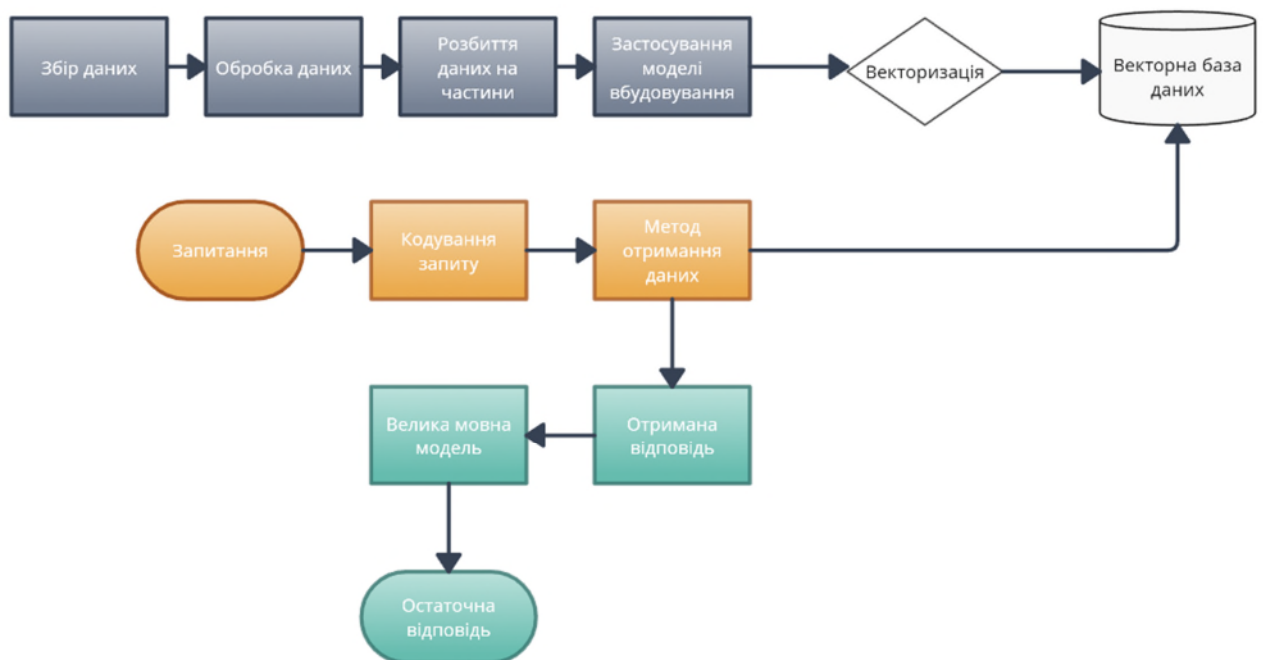 Збір даних
Обробка даних
Розбиття
даних на
частини
Застосування
моделі
вбудовування
Векторизація
Векторна база
даних
Запитання
Кодування
запиту
Метод
отримання
даних
Велика мовна
модель
Отримана
відповідь
Остаточна
відповідь